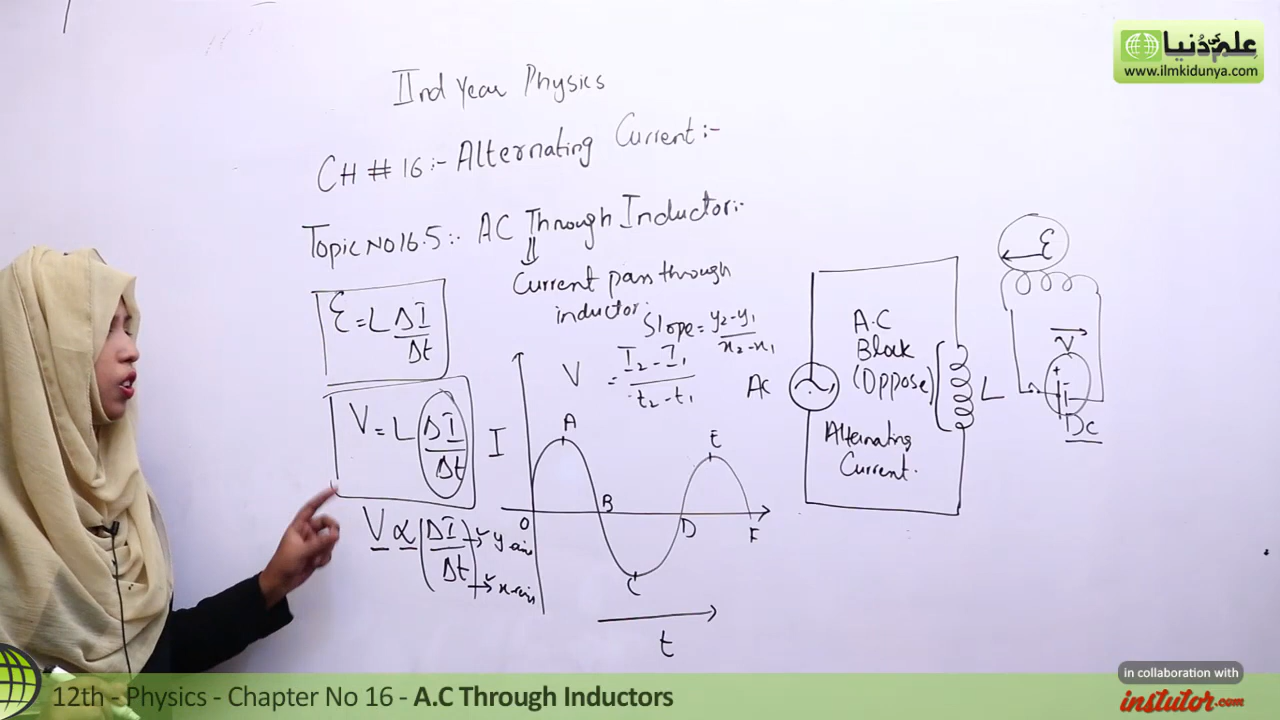 علم کی دُنیا
www.ilmkidunya.com
IInd Year Physics
CH # 16:- Alternating Current:-
Topic No 16.5:- AC Through Inductor:-
⇓
Current pass through
inductor.
ε = L ΔI/Δt
V = L ΔI/Δt
V ∝ ΔI/Δt
→ y axis
→ x-axis
Slope = y₂-y₁/x₂-x₁
V
= I₂-I₁/t₂-t₁
I
A
B
C
D
E
F
O
t
AC
A.C
Block
(Oppose)
Alternating
Current.
L
ε
V
+ -
DC
12th - Physics - Chapter No 16 - A.C Through Inductors
in collaboration with
instutor.com